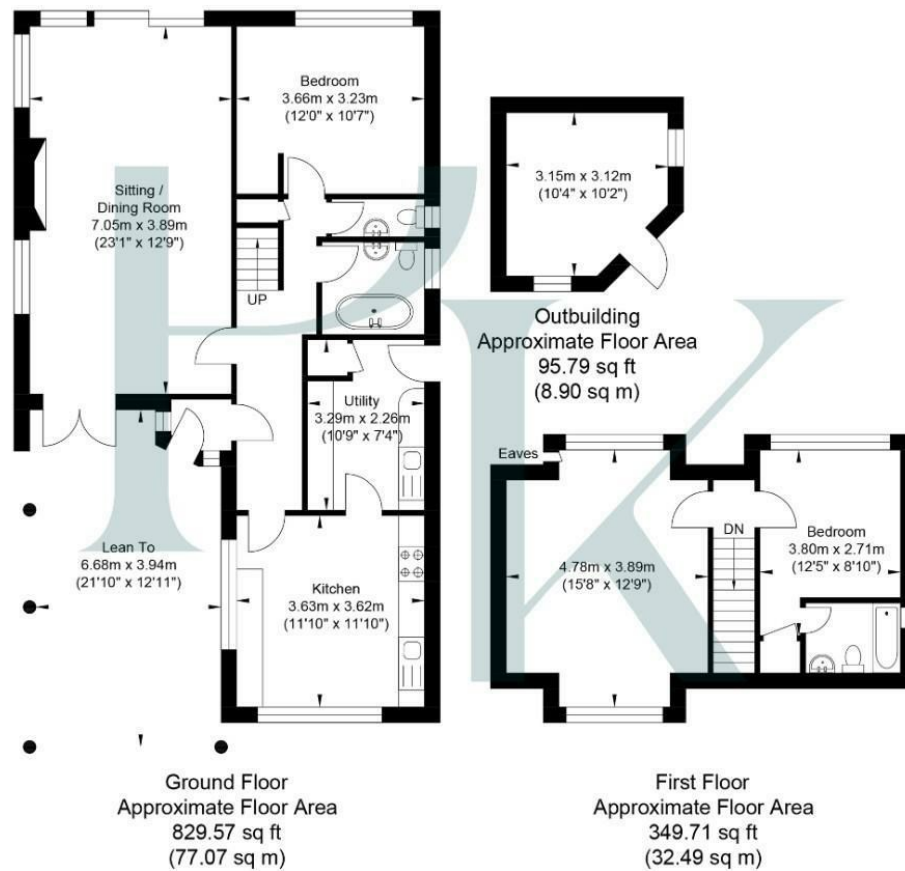 Bedroom
3.66m x 3.23m
(12'0" x 10'7")
Sitting /
Dining Room
7.05m x 3.89m
(23'1" x 12'9")
UP
Utility
3.29m x 2.26m
(10'9" x 7'4")
Lean To
6.68m x 3.94m
(21'10" x 12'11")
Kitchen
3.63m x 3.62m
(11'10" x 11'10")
Ground Floor
Approximate Floor Area
829.57 sq ft
(77.07 sq m)
3.15m x 3.12m
(10'4" x 10'2")
Outbuilding
Approximate Floor Area
95.79 sq ft
(8.90 sq m)
Eaves
4.78m x 3.89m
(15'8" x 12'9")
DN
Bedroom
3.80m x 2.71m
(12'5" x 8'10")
First Floor
Approximate Floor Area
349.71 sq ft
(32.49 sq m)